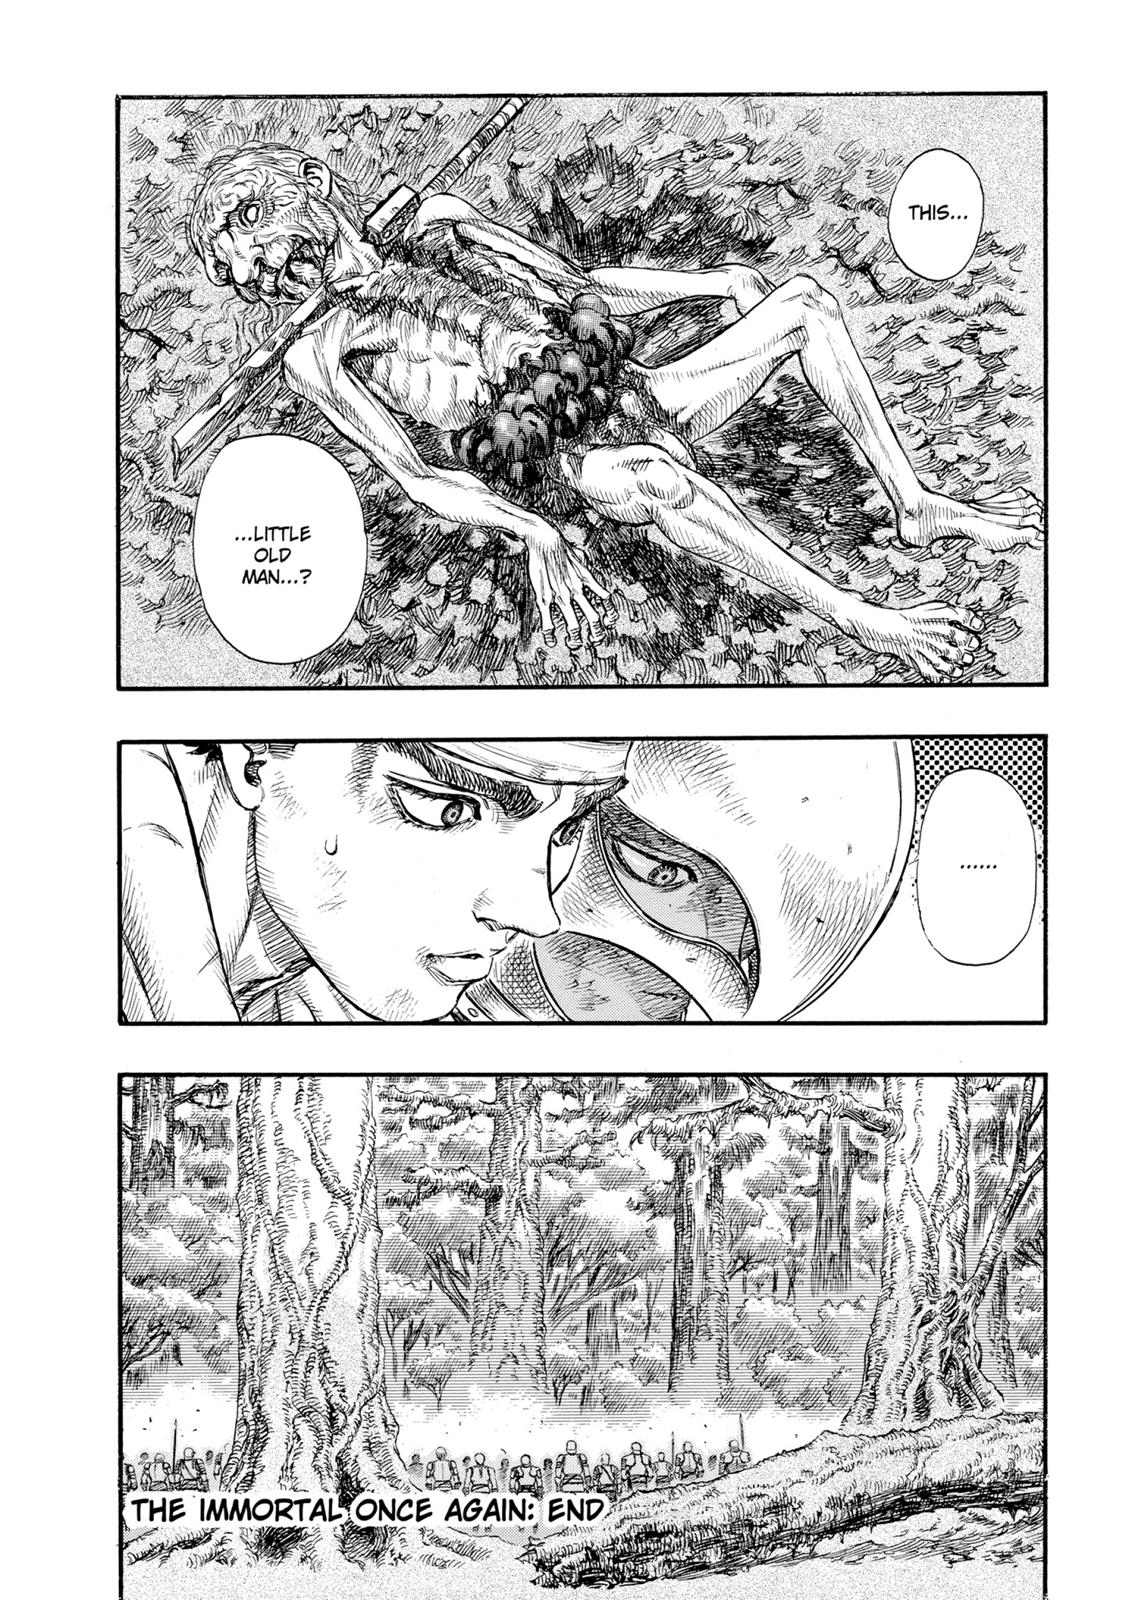 THIS...
...LITTLE
OLD
MAN...?
......
THE IMMORTAL ONCE AGAIN: END